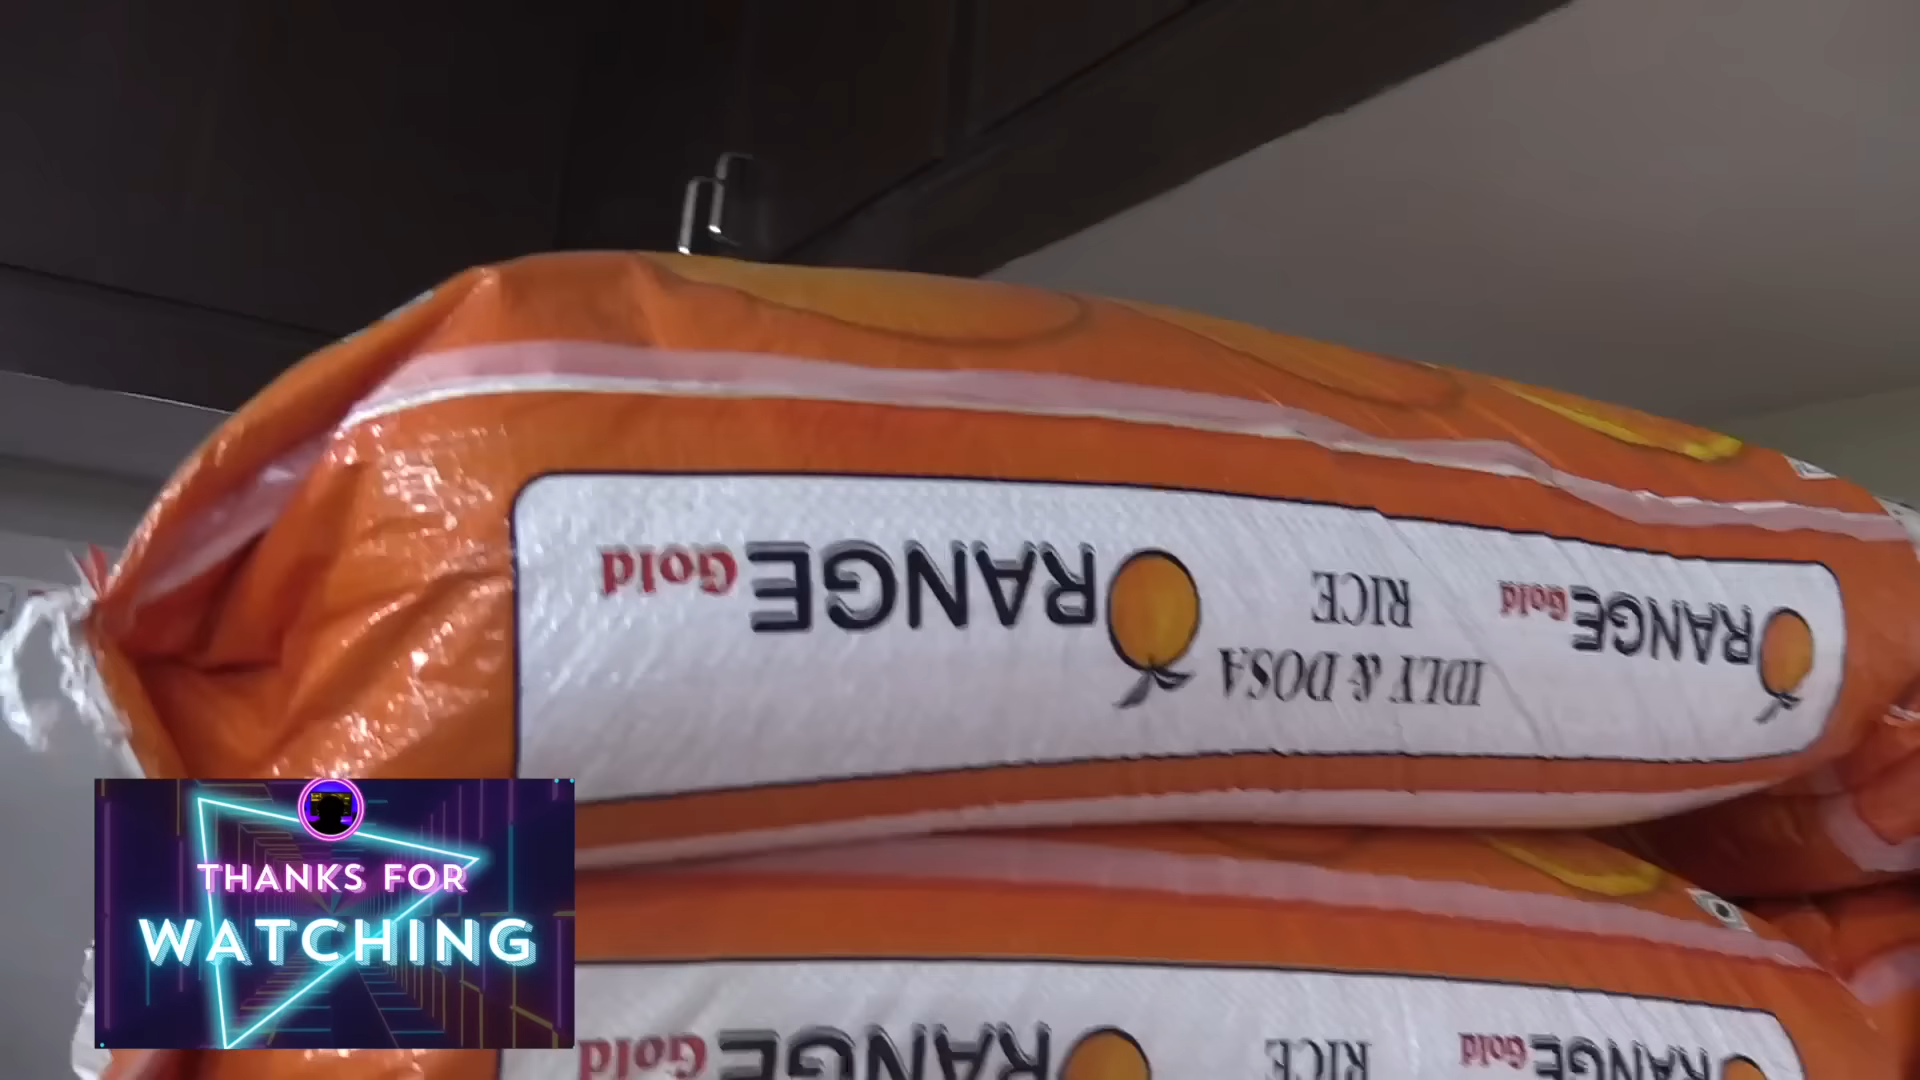 ORANGE Gold
IDLY & DOSA
RICE
ORANGE Gold
ORANGE Gold
RICE
ORANGE Gold
THANKS FOR
WATCHING